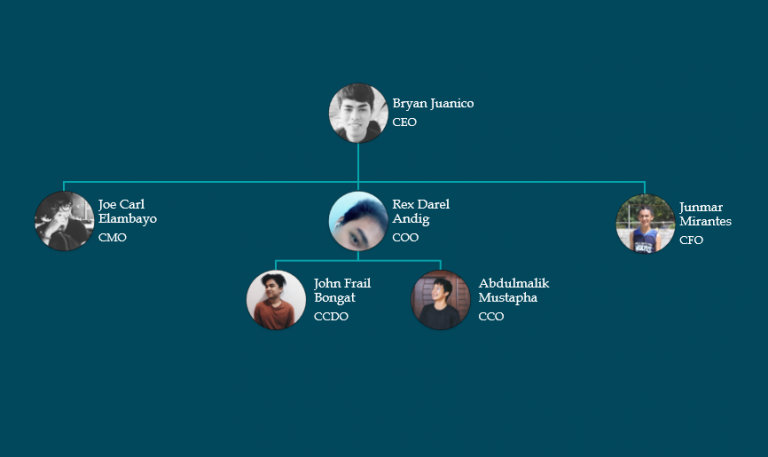 Bryan Juanico
CEO
Joe Carl
Elambayo
CMO
Rex Darel
Andig
COO
Junmar
Mirantes
CFO
John Frail
Bongat
CCDO
Abdulmalik
Mustapha
CCO